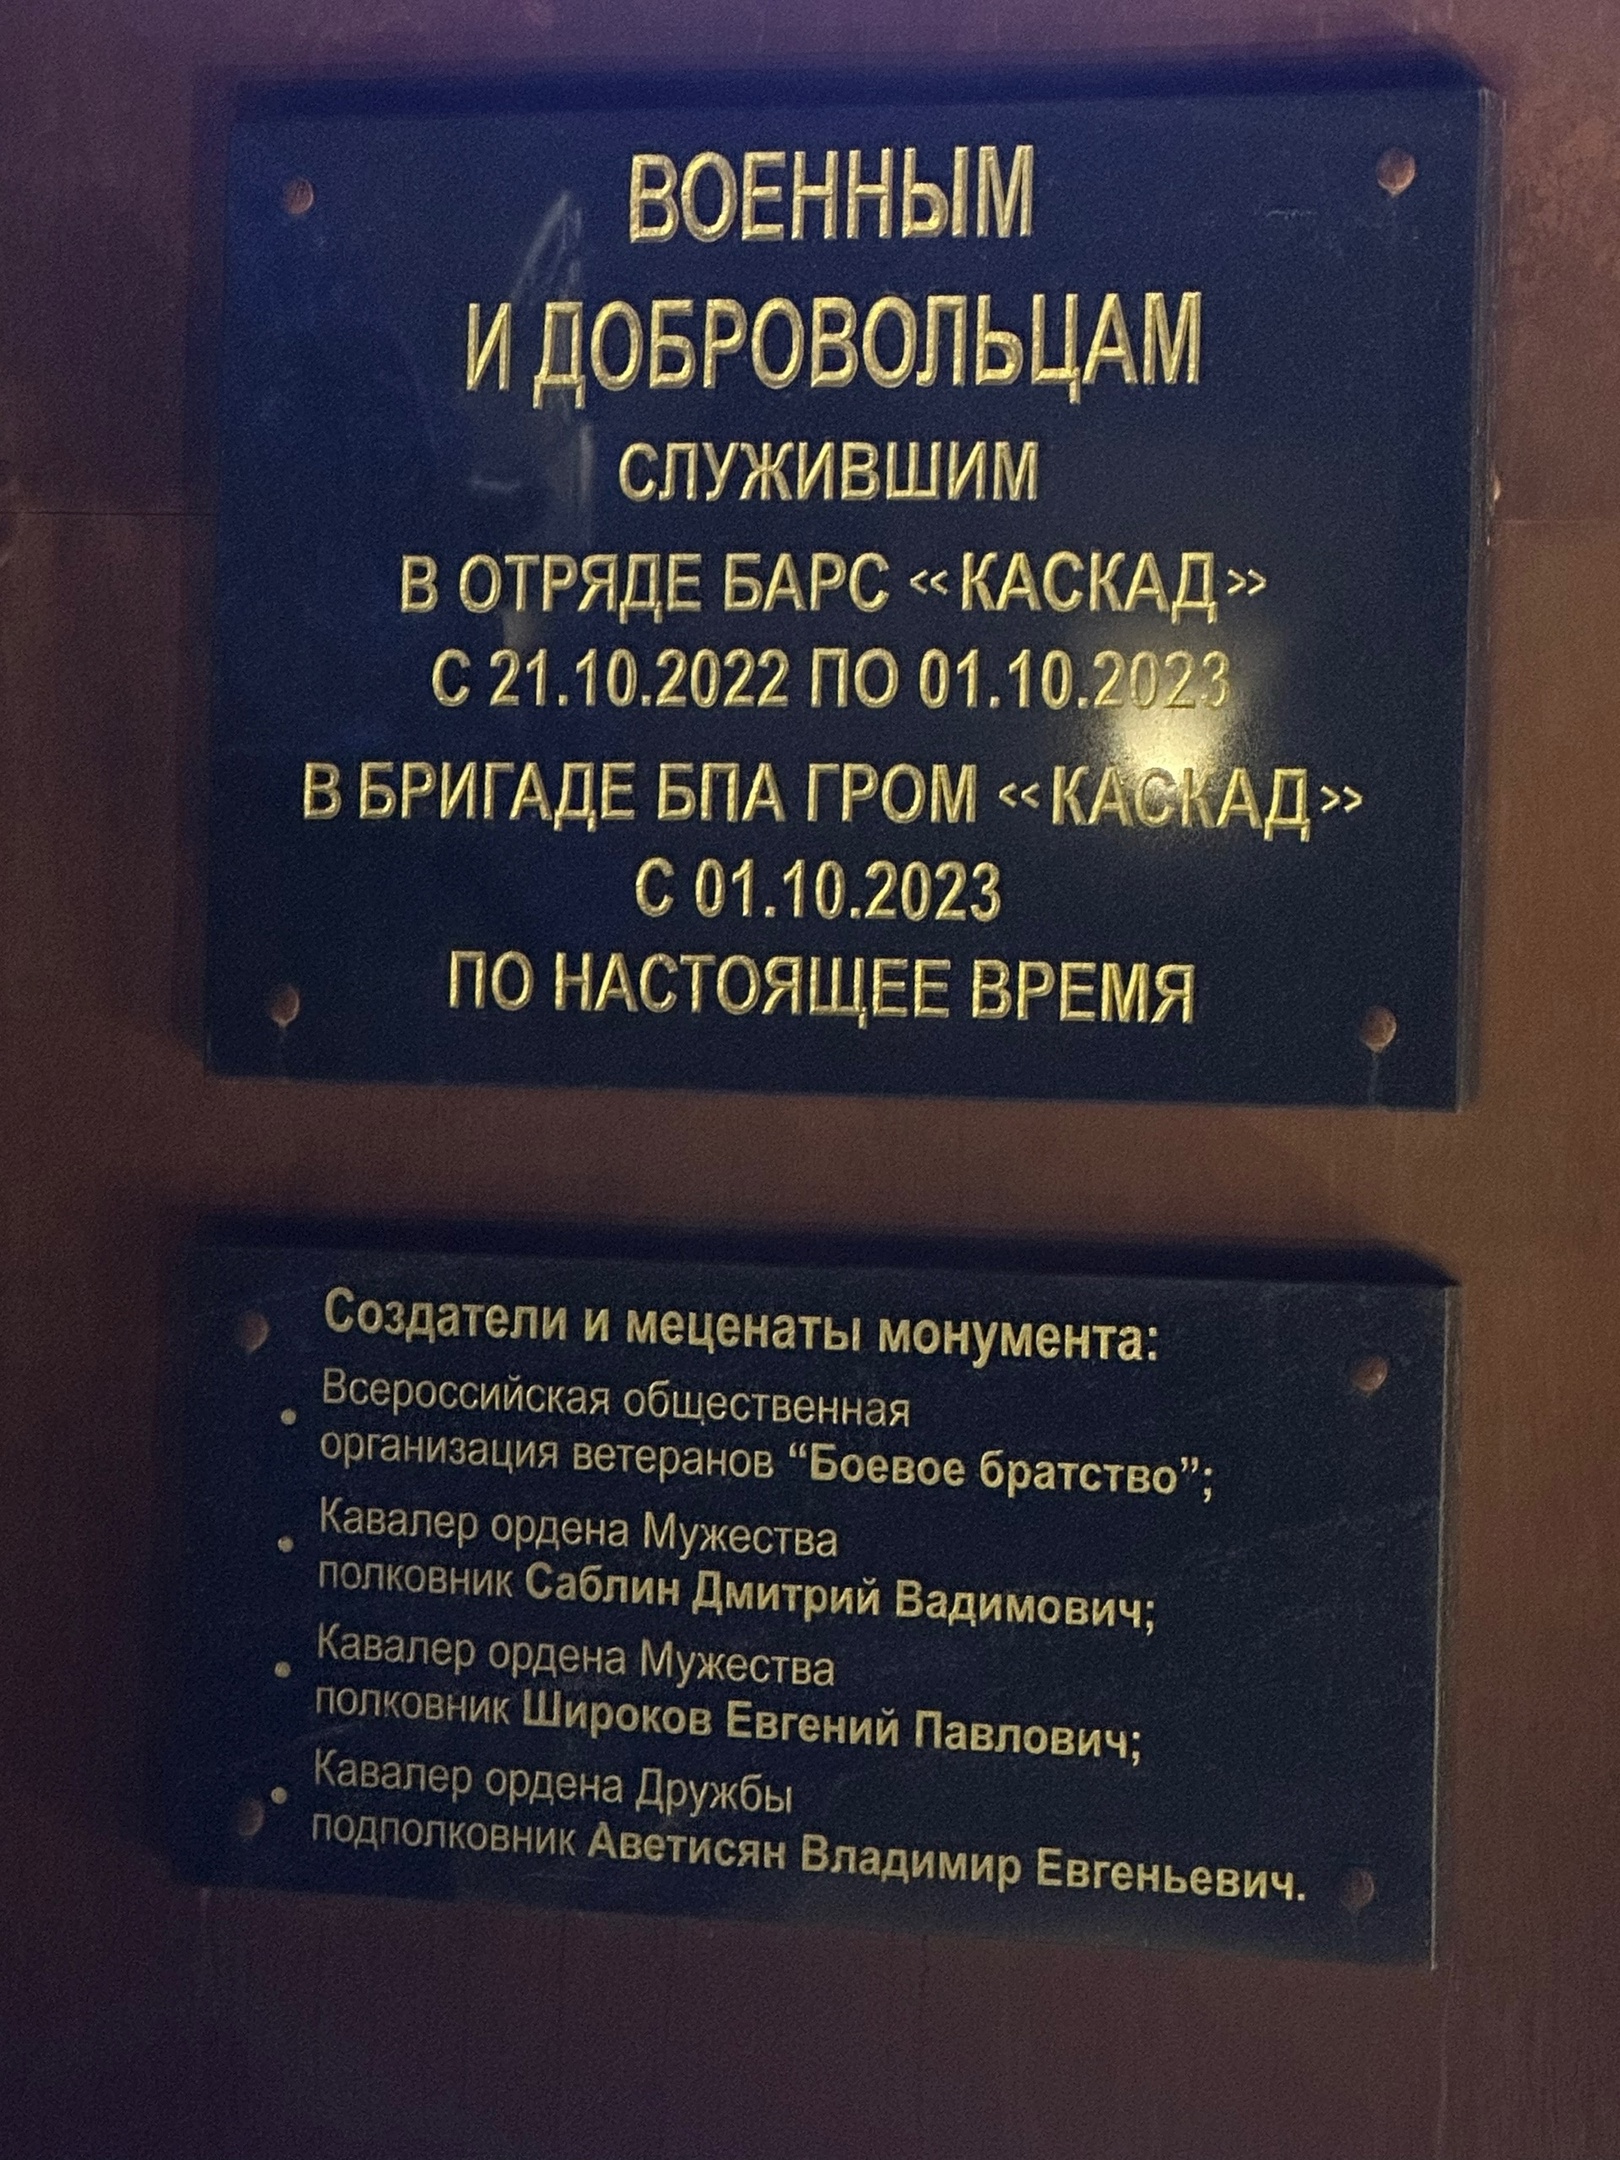 ВОЕННЫМ
И ДОБРОВОЛЬЦАМ
СЛУЖИВШИМ
В ОТРЯДЕ БАРС «КАСКАД»
С 21.10.2022 ПО 01.10.2023
В БРИГАДЕ БПА ГРОМ «КАСКАД»
С 01.10.2023
ПО НАСТОЯЩЕЕ ВРЕМЯ
Создатели и меценаты монумента:
• Всероссийская общественная
организация ветеранов “Боевое братство”;
• Кавалер ордена Мужества
полковник Саблин Дмитрий Вадимович;
• Кавалер ордена Мужества
полковник Широков Евгений Павлович;
• Кавалер ордена Дружбы
подполковник Аветисян Владимир Евгеньевич.